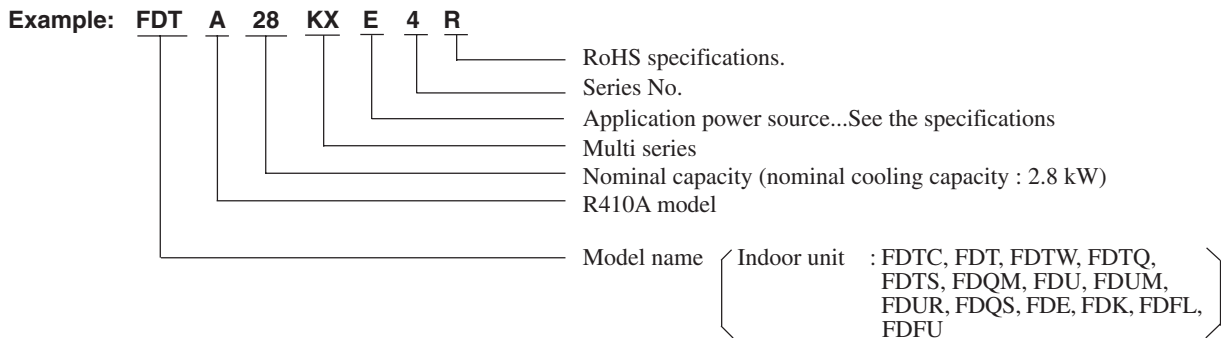 Example: FDT A 28 KX E 4 R
RoHS specifications.
Series No.
Application power source...See the specifications
Multi series
Nominal capacity (nominal cooling capacity : 2.8 kW)
R410A model
Model name Indoor unit : FDTC, FDT, FDTW, FDTQ,
FDTS, FDQM, FDU, FDUM,
FDUR, FDQS, FDE, FDK, FDFL,
FDFU